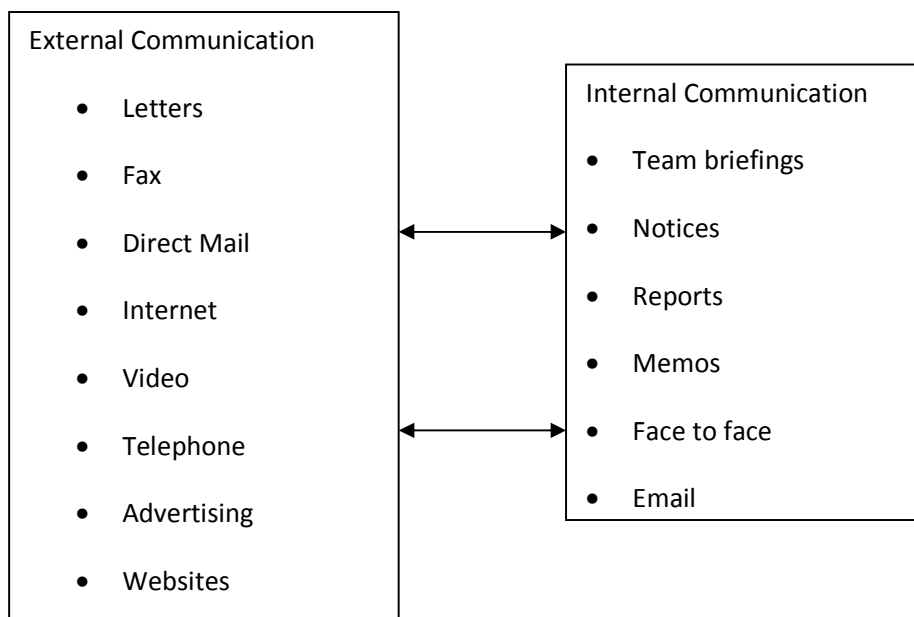 External Communication
• Letters
• Fax
• Direct Mail
• Internet
• Video
• Telephone
• Advertising
• Websites
Internal Communication
• Team briefings
• Notices
• Reports
• Memos
• Face to face
• Email